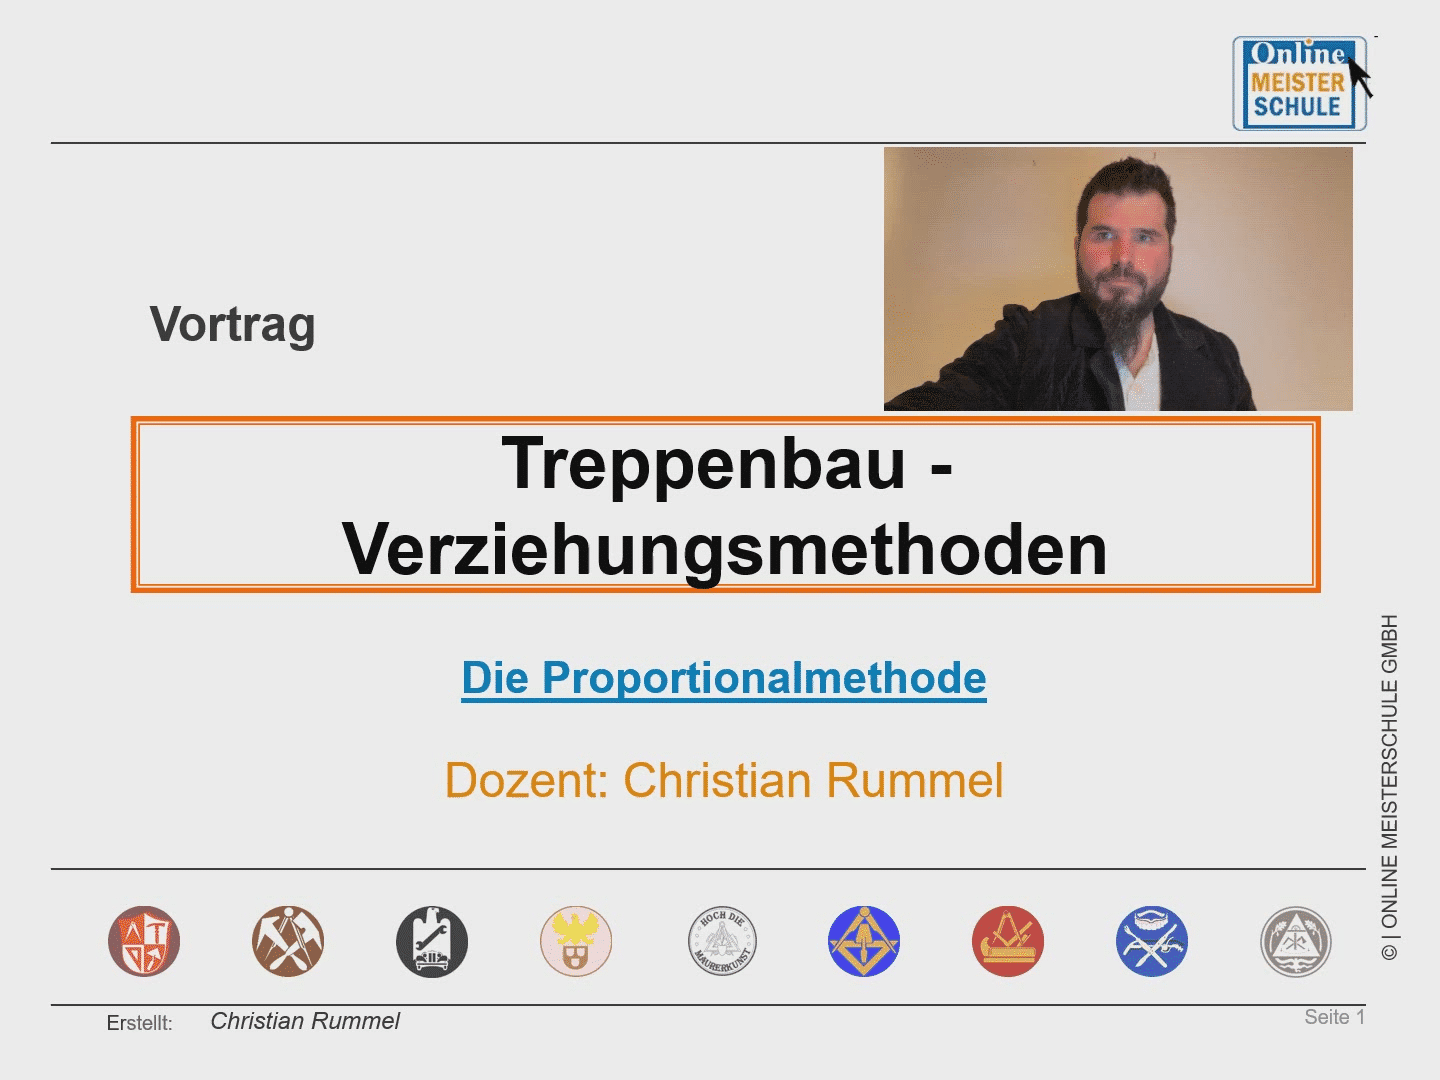 Online
MEISTER
SCHULE
Vortrag
Treppenbau -
Verziehungsmethoden
Die Proportionalmethode
Dozent: Christian Rummel
© | ONLINE MEISTERSCHULE GMBH
HOCH DIE
MAURERKUNST
Erstellt: Christian Rummel
Seite 1